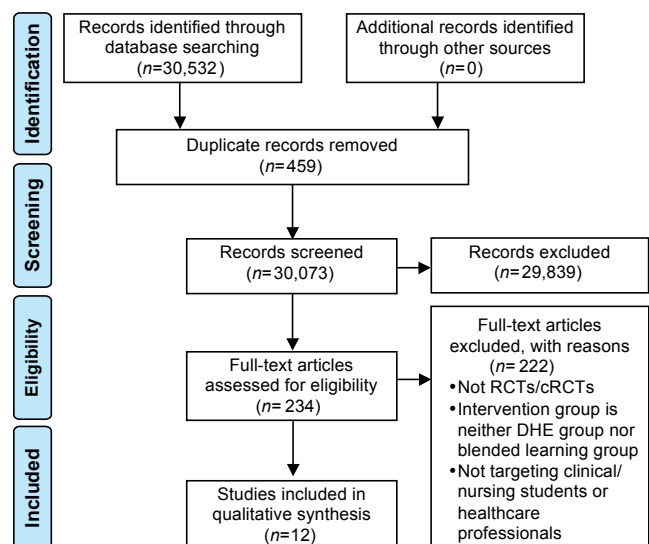 Identification
Records identified through
database searching
(n=30,532)
Additional records identified
through other sources
(n=0)
Duplicate records removed
(n=459)
Screening
Records screened
(n=30,073)
Records excluded
(n=29,839)
Eligibility
Full-text articles
assessed for eligibility
(n=234)
Full-text articles
excluded, with reasons
(n=222)
•Not RCTs/cRCTs
•Intervention group is
neither DHE group nor
blended learning group
•Not targeting clinical/
nursing students or
healthcare
professionals
Included
Studies included in
qualitative synthesis
(n=12)